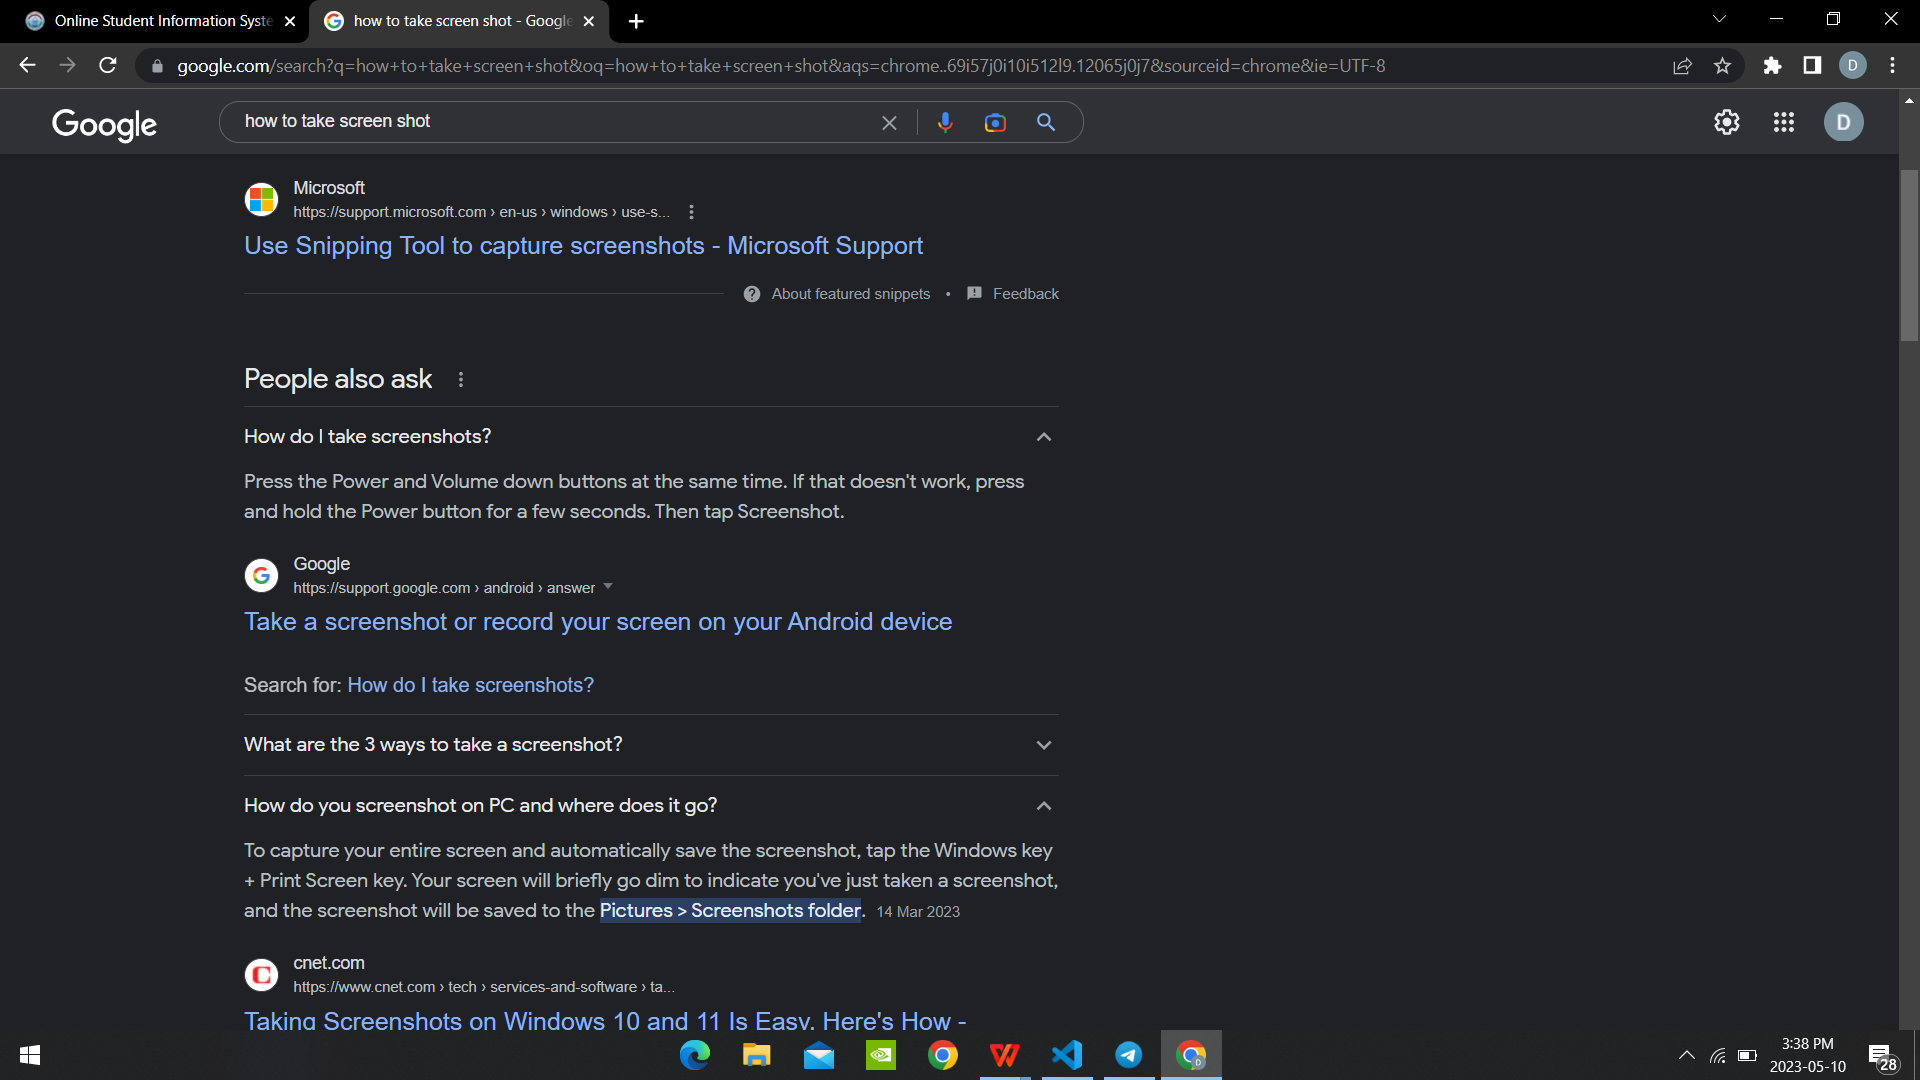 Online Student Information Syste
how to take screen shot - Google
google.com/search?q=how+to+take+screen+shot&oq=how+to+take+screen+shot&aqs=chrome..69i57j0i10i512l9.12065j0j7&sourceid=chrome&ie=UTF-8
D
Google
how to take screen shot
D
Microsoft
https://support.microsoft.com › en-us › windows › use-s...
Use Snipping Tool to capture screenshots - Microsoft Support
About featured snippets • Feedback
People also ask
How do I take screenshots?
Press the Power and Volume down buttons at the same time. If that doesn't work, press
and hold the Power button for a few seconds. Then tap Screenshot.
Google
https://support.google.com › android › answer
Take a screenshot or record your screen on your Android device
Search for: How do I take screenshots?
What are the 3 ways to take a screenshot?
How do you screenshot on PC and where does it go?
To capture your entire screen and automatically save the screenshot, tap the Windows key
+ Print Screen key. Your screen will briefly go dim to indicate you've just taken a screenshot,
and the screenshot will be saved to the Pictures > Screenshots folder. 14 Mar 2023
cnet.com
https://www.cnet.com › tech › services-and-software › ta...
Taking Screenshots on Windows 10 and 11 Is Easy. Here's How -
3:38 PM
2023-05-10
28